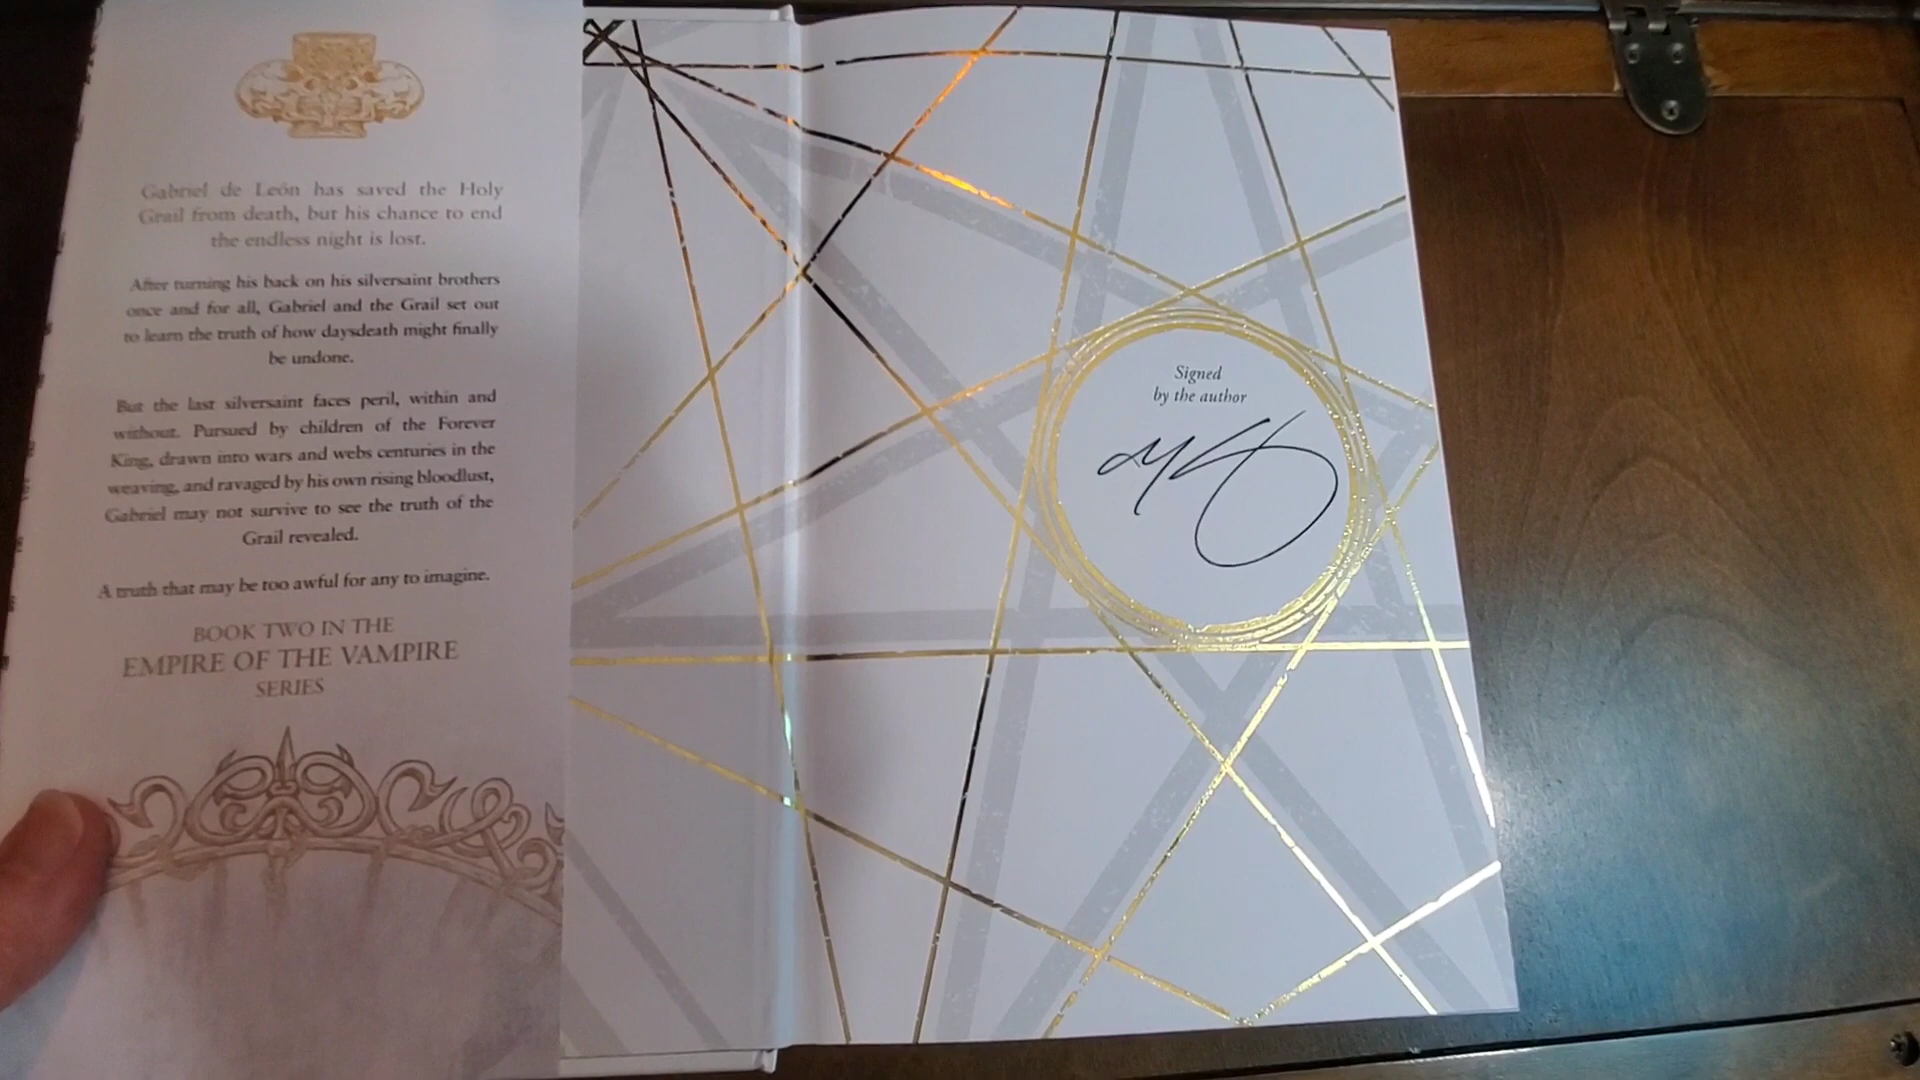 Gabriel de León has saved the Holy
Grail from death, but his chance to end
the endless night is lost.
After turning his back on his silversaint brothers
once and for all, Gabriel and the Grail set out
to learn the truth of how daysdeath might finally
be undone.
But the last silversaint faces peril, within and
without. Pursued by children of the Forever
King, drawn into wars and webs centuries in the
weaving, and ravaged by his own rising bloodlust,
Gabriel may not survive to see the truth of the
Grail revealed.
A truth that may be too awful for any to imagine.
BOOK TWO IN THE
EMPIRE OF THE VAMPIRE
SERIES
Signed
by the author